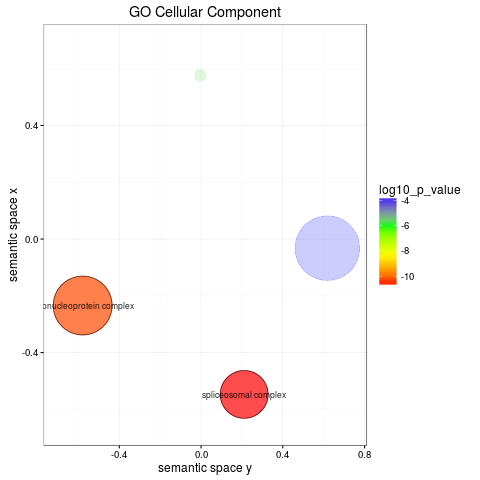 GO Cellular Component
semantic space x
0.4
0.0
-0.4
onucleoprotein complex
spliceosomal complex
-0.4
0.0
0.4
0.8
semantic space y
log10_p_value
-4
-6
-8
-10